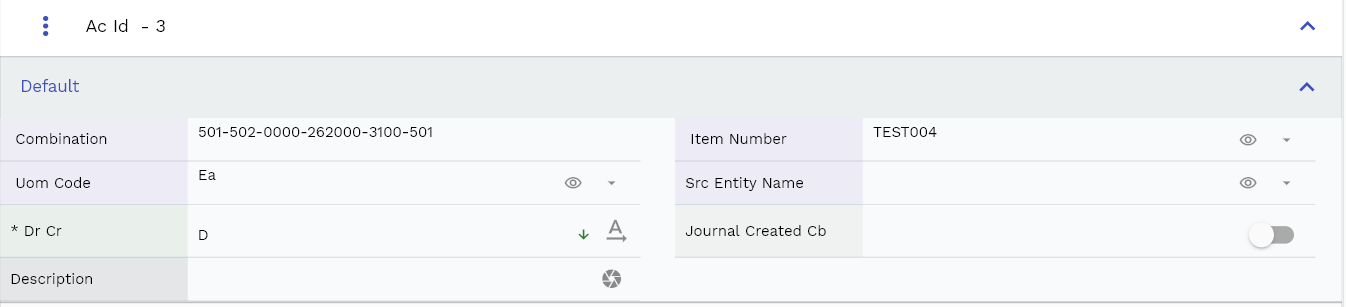 Ac Id - 3
Default
Combination 501-502-0000-262000-3100-501 Item Number TEST004
Uom Code Ea Src Entity Name
* Dr Cr D Journal Created Cb
Description